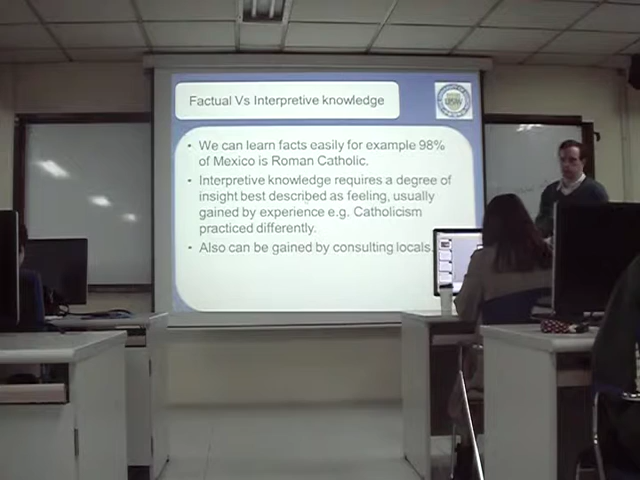 Factual Vs Interpretive knowledge
• We can learn facts easily for example 98%
of Mexico is Roman Catholic.
• Interpretive knowledge requires a degree of
insight best described as feeling, usually
gained by experience e.g. Catholicism
practiced differently.
• Also can be gained by consulting locals.